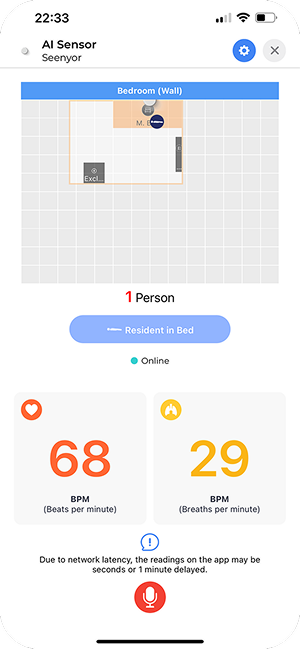 22:33
AI Sensor
Seenyor
Bedroom (Wall)
Excl...
1 Person
Resident in Bed
Online
68
29
BPM
(Beats per minute)
BPM
(Breaths per minute)
Due to network latency, the readings on the app may be
seconds or 1 minute delayed.